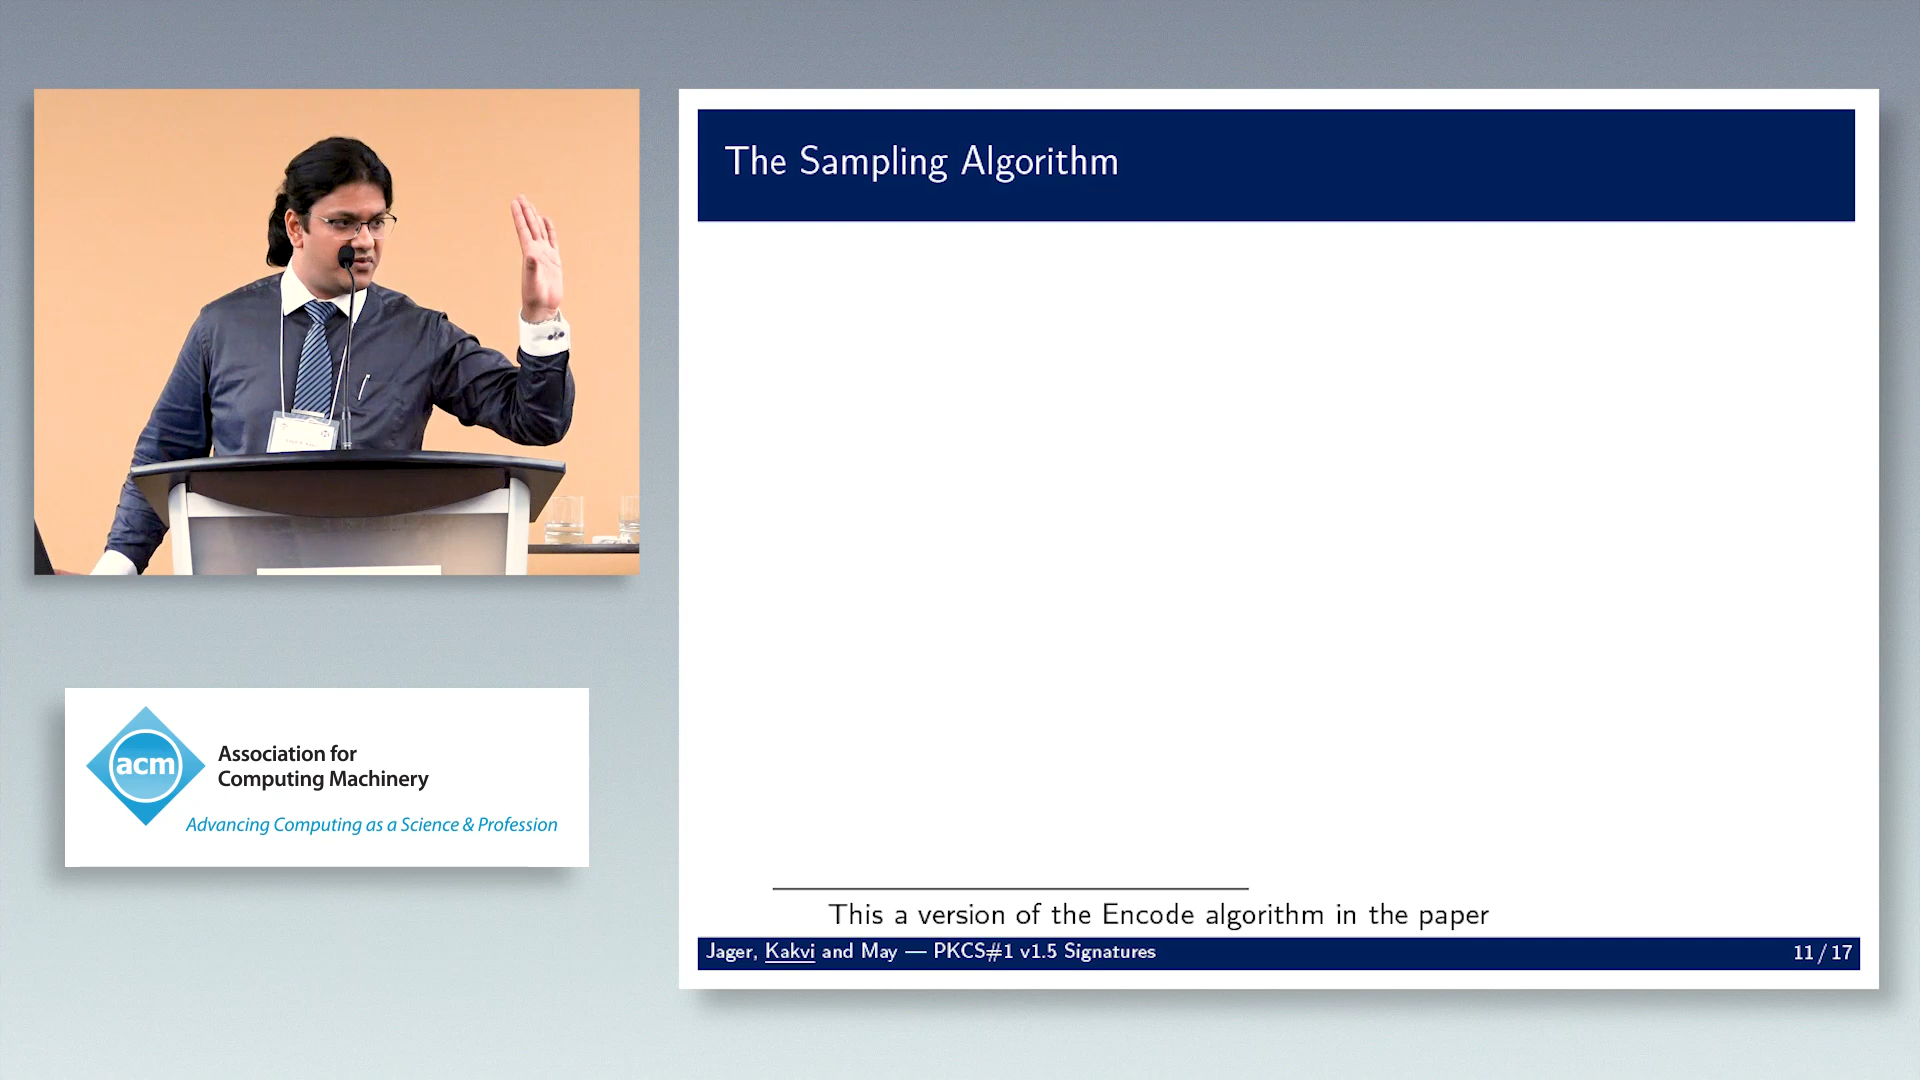 The Sampling Algorithm
acm
Association for
Computing Machinery
Advancing Computing as a Science & Profession
This a version of the Encode algorithm in the paper
Jager, Kakvi and May — PKCS#1 v1.5 Signatures
11 / 17